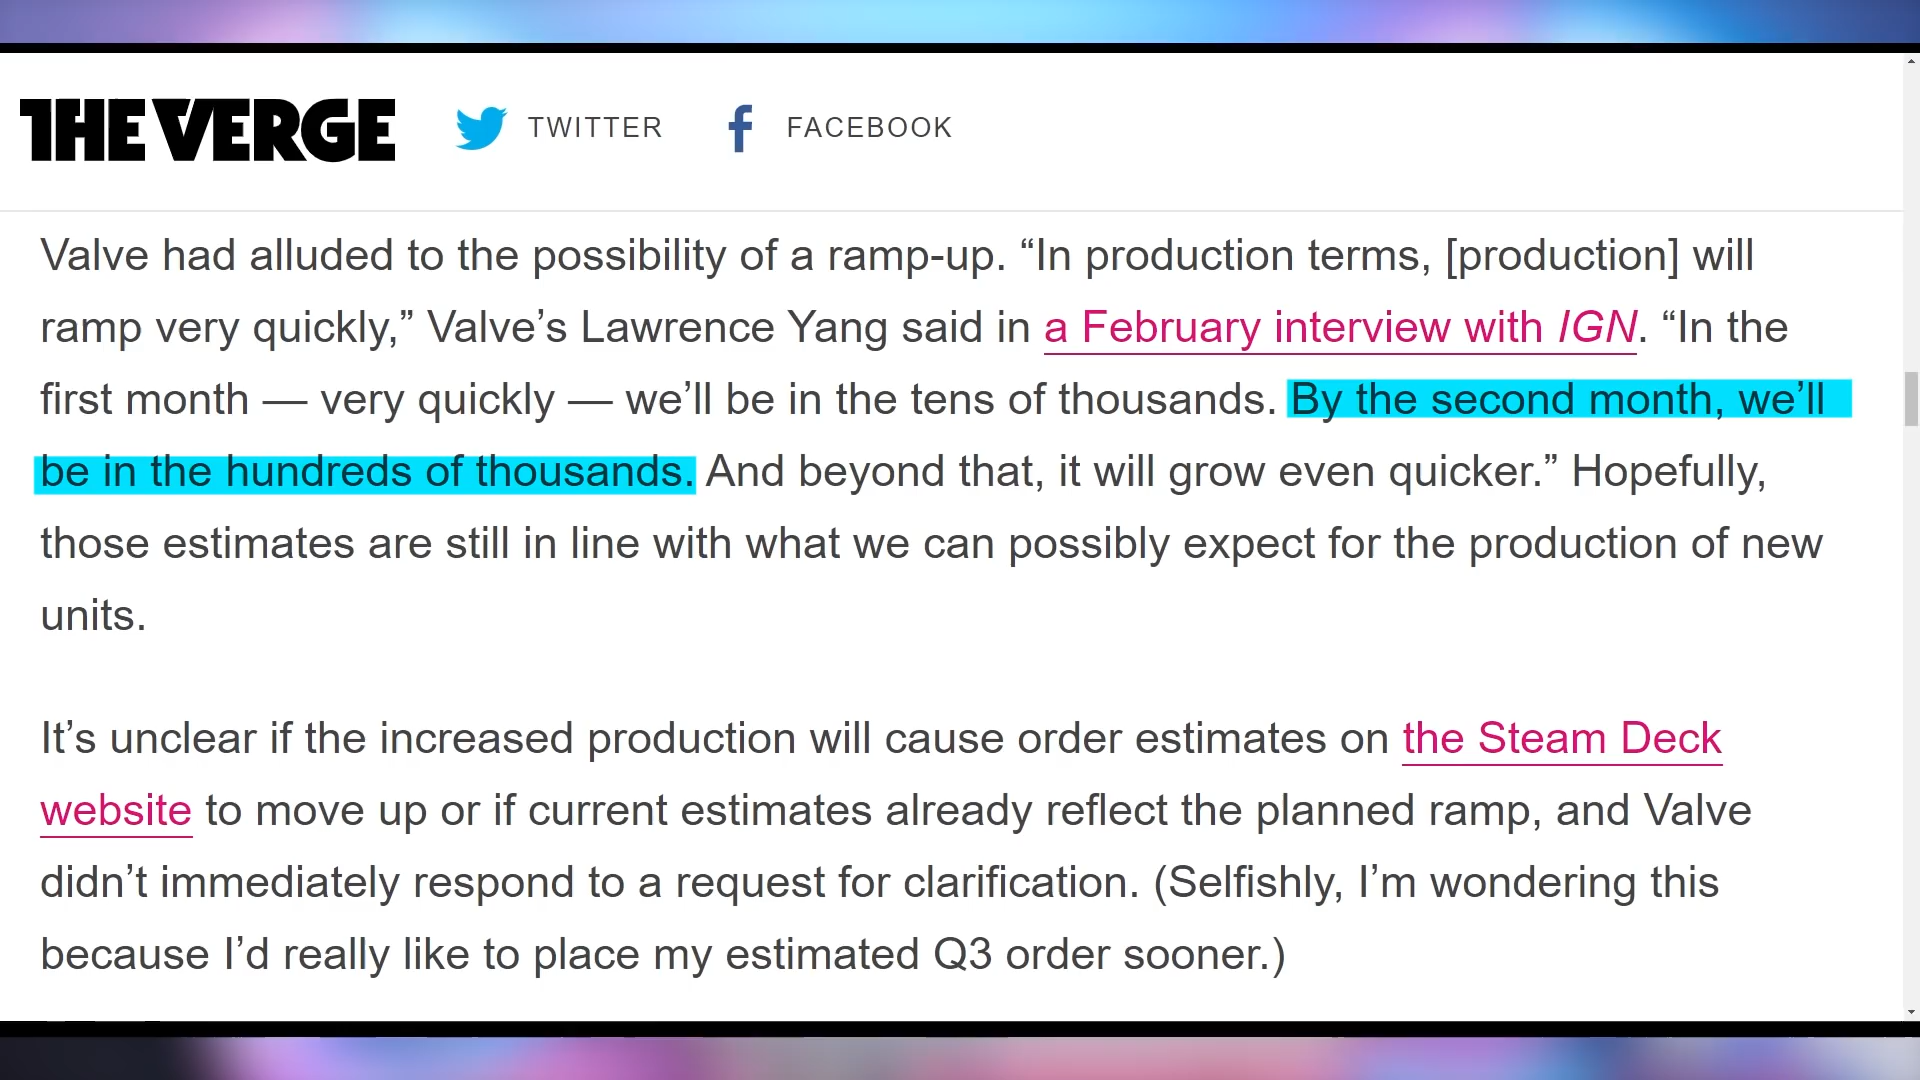 THE VERGE TWITTER FACEBOOK
Valve had alluded to the possibility of a ramp-up. “In production terms, [production] will
ramp very quickly,” Valve’s Lawrence Yang said in a February interview with IGN. “In the
first month — very quickly — we’ll be in the tens of thousands. By the second month, we’ll
be in the hundreds of thousands. And beyond that, it will grow even quicker.” Hopefully,
those estimates are still in line with what we can possibly expect for the production of new
units.
It’s unclear if the increased production will cause order estimates on the Steam Deck
website to move up or if current estimates already reflect the planned ramp, and Valve
didn’t immediately respond to a request for clarification. (Selfishly, I’m wondering this
because I’d really like to place my estimated Q3 order sooner.)